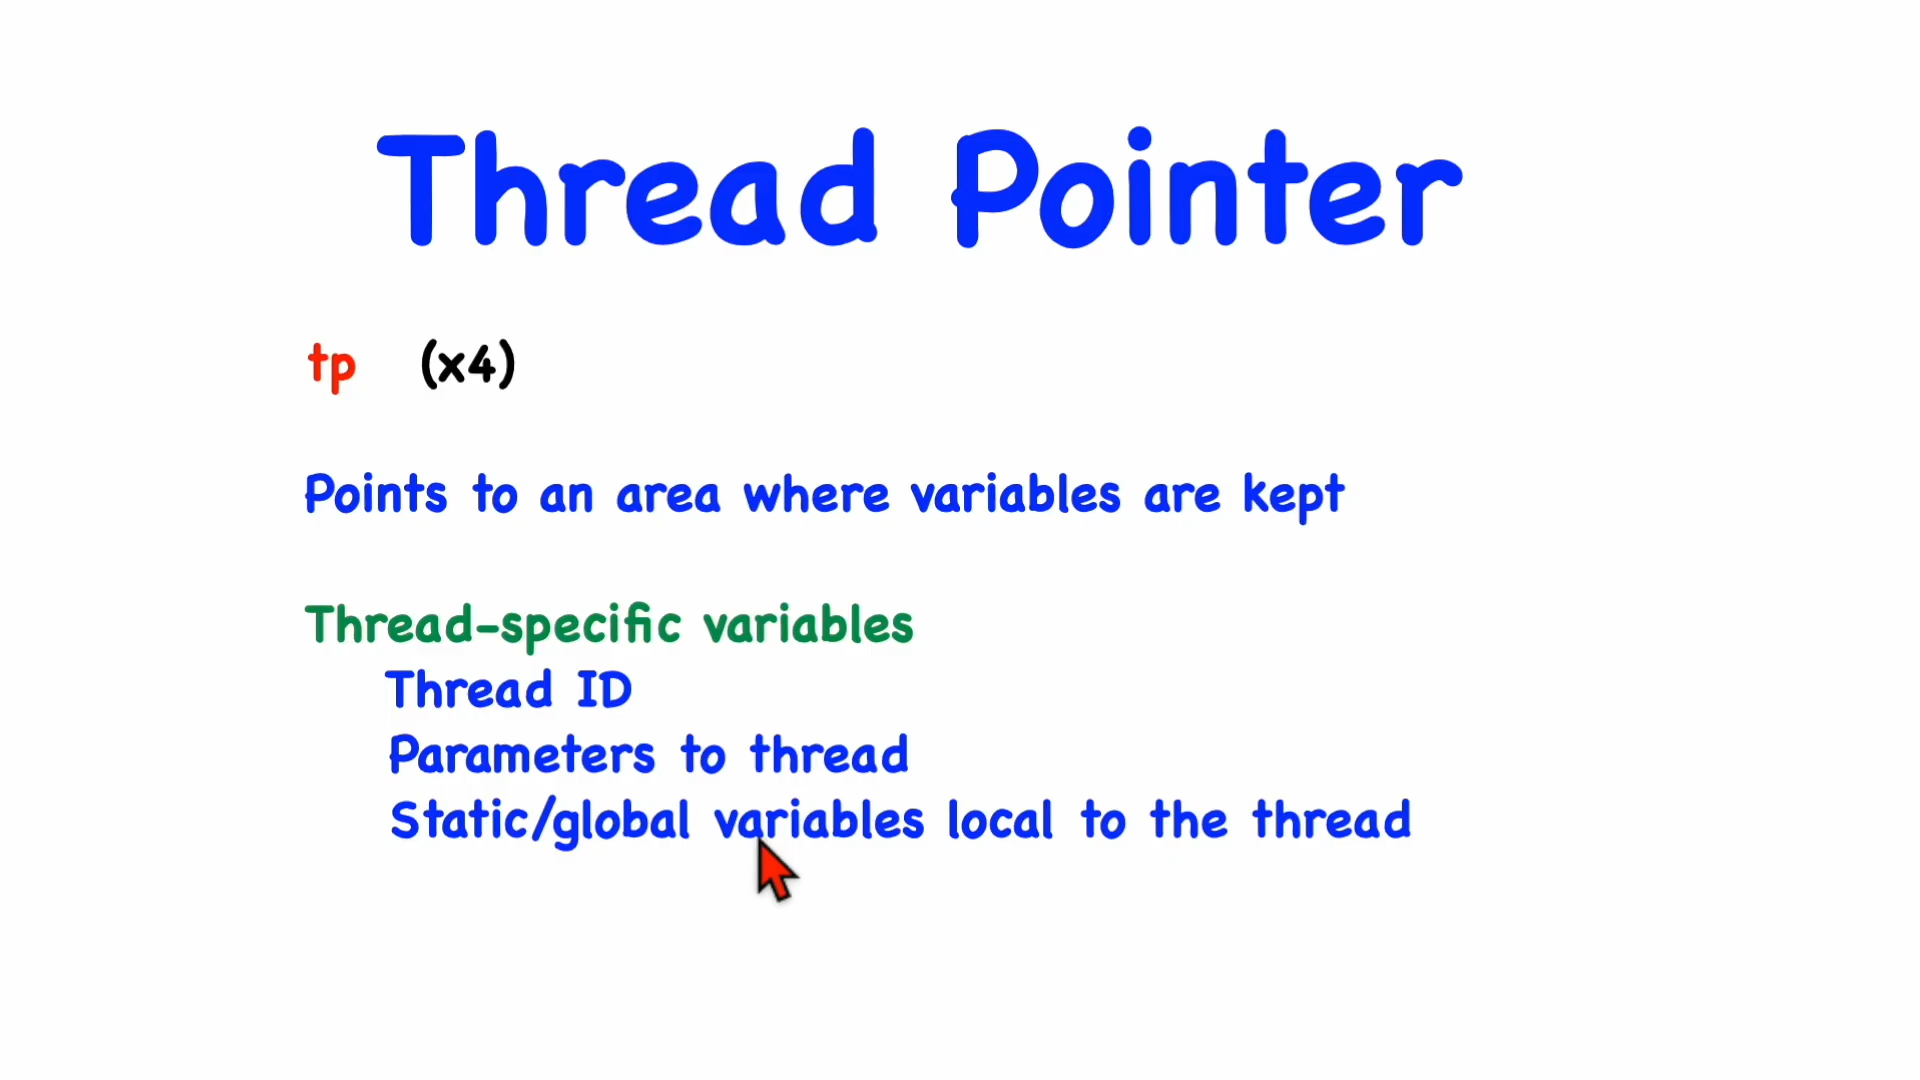 Thread Pointer
tp (x4)
Points to an area where variables are kept
Thread-specific variables
Thread ID
Parameters to thread
Static/global variables local to the thread